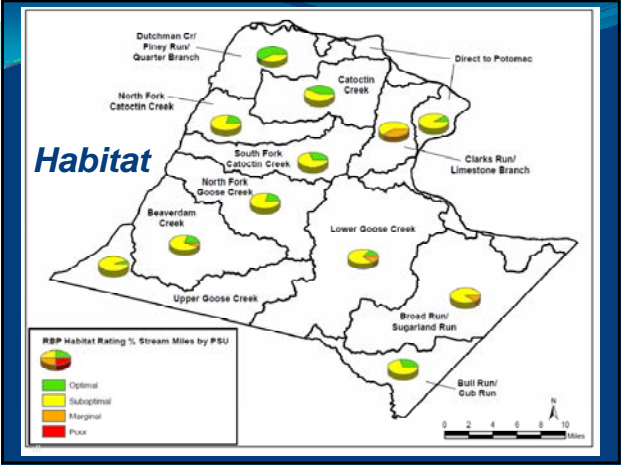 Dutchman Cr/
Piney Run/
Quarter Branch
Direct to Potomac
Catoctin
Creek
North Fork
Catoctin Creek
Habitat
South Fork
Catoctin Creek
Clarks Run/
Limestone Branch
North Fork
Goose Creek
Beaverdam
Creek
Lower Goose Creek
Upper Goose Creek
Broad Run/
Sugarland Run
RBP Habitat Rating % Stream Miles by PSU
Optimal
Suboptimal
Marginal
Poor
Bull Run/
Cub Run
N
0 2 4 6 8 10
Miles